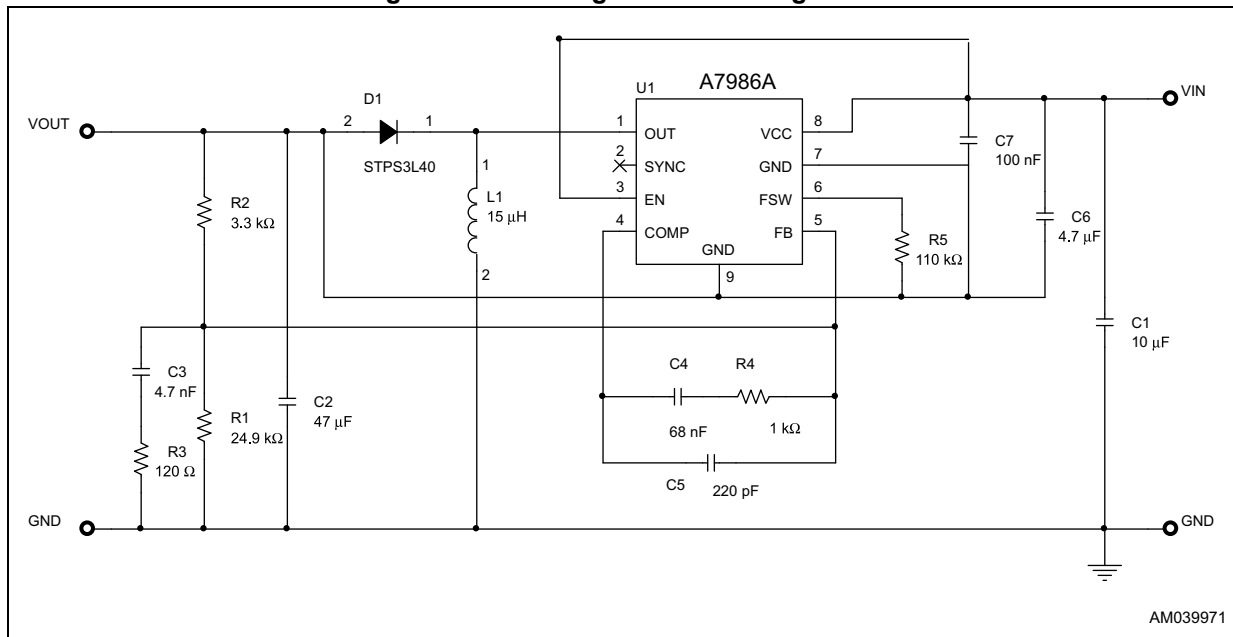 A7986A
U1
VIN
D1
VOUT
2
1
1
OUT
VCC
8
C7
100 nF
STPS3L40
2
SYNC
GND
7
1
L1
15 μH
3
EN
FSW
6
R2
3.3 kΩ
C6
4.7 μF
4
COMP
FB
5
R5
110 kΩ
GND
2
9
C1
10 μF
C3
4.7 nF
C4
R4
R1
24.9 kΩ
C2
47 μF
68 nF
1 kΩ
R3
120 Ω
C5
220 pF
GND
GND
AM039971